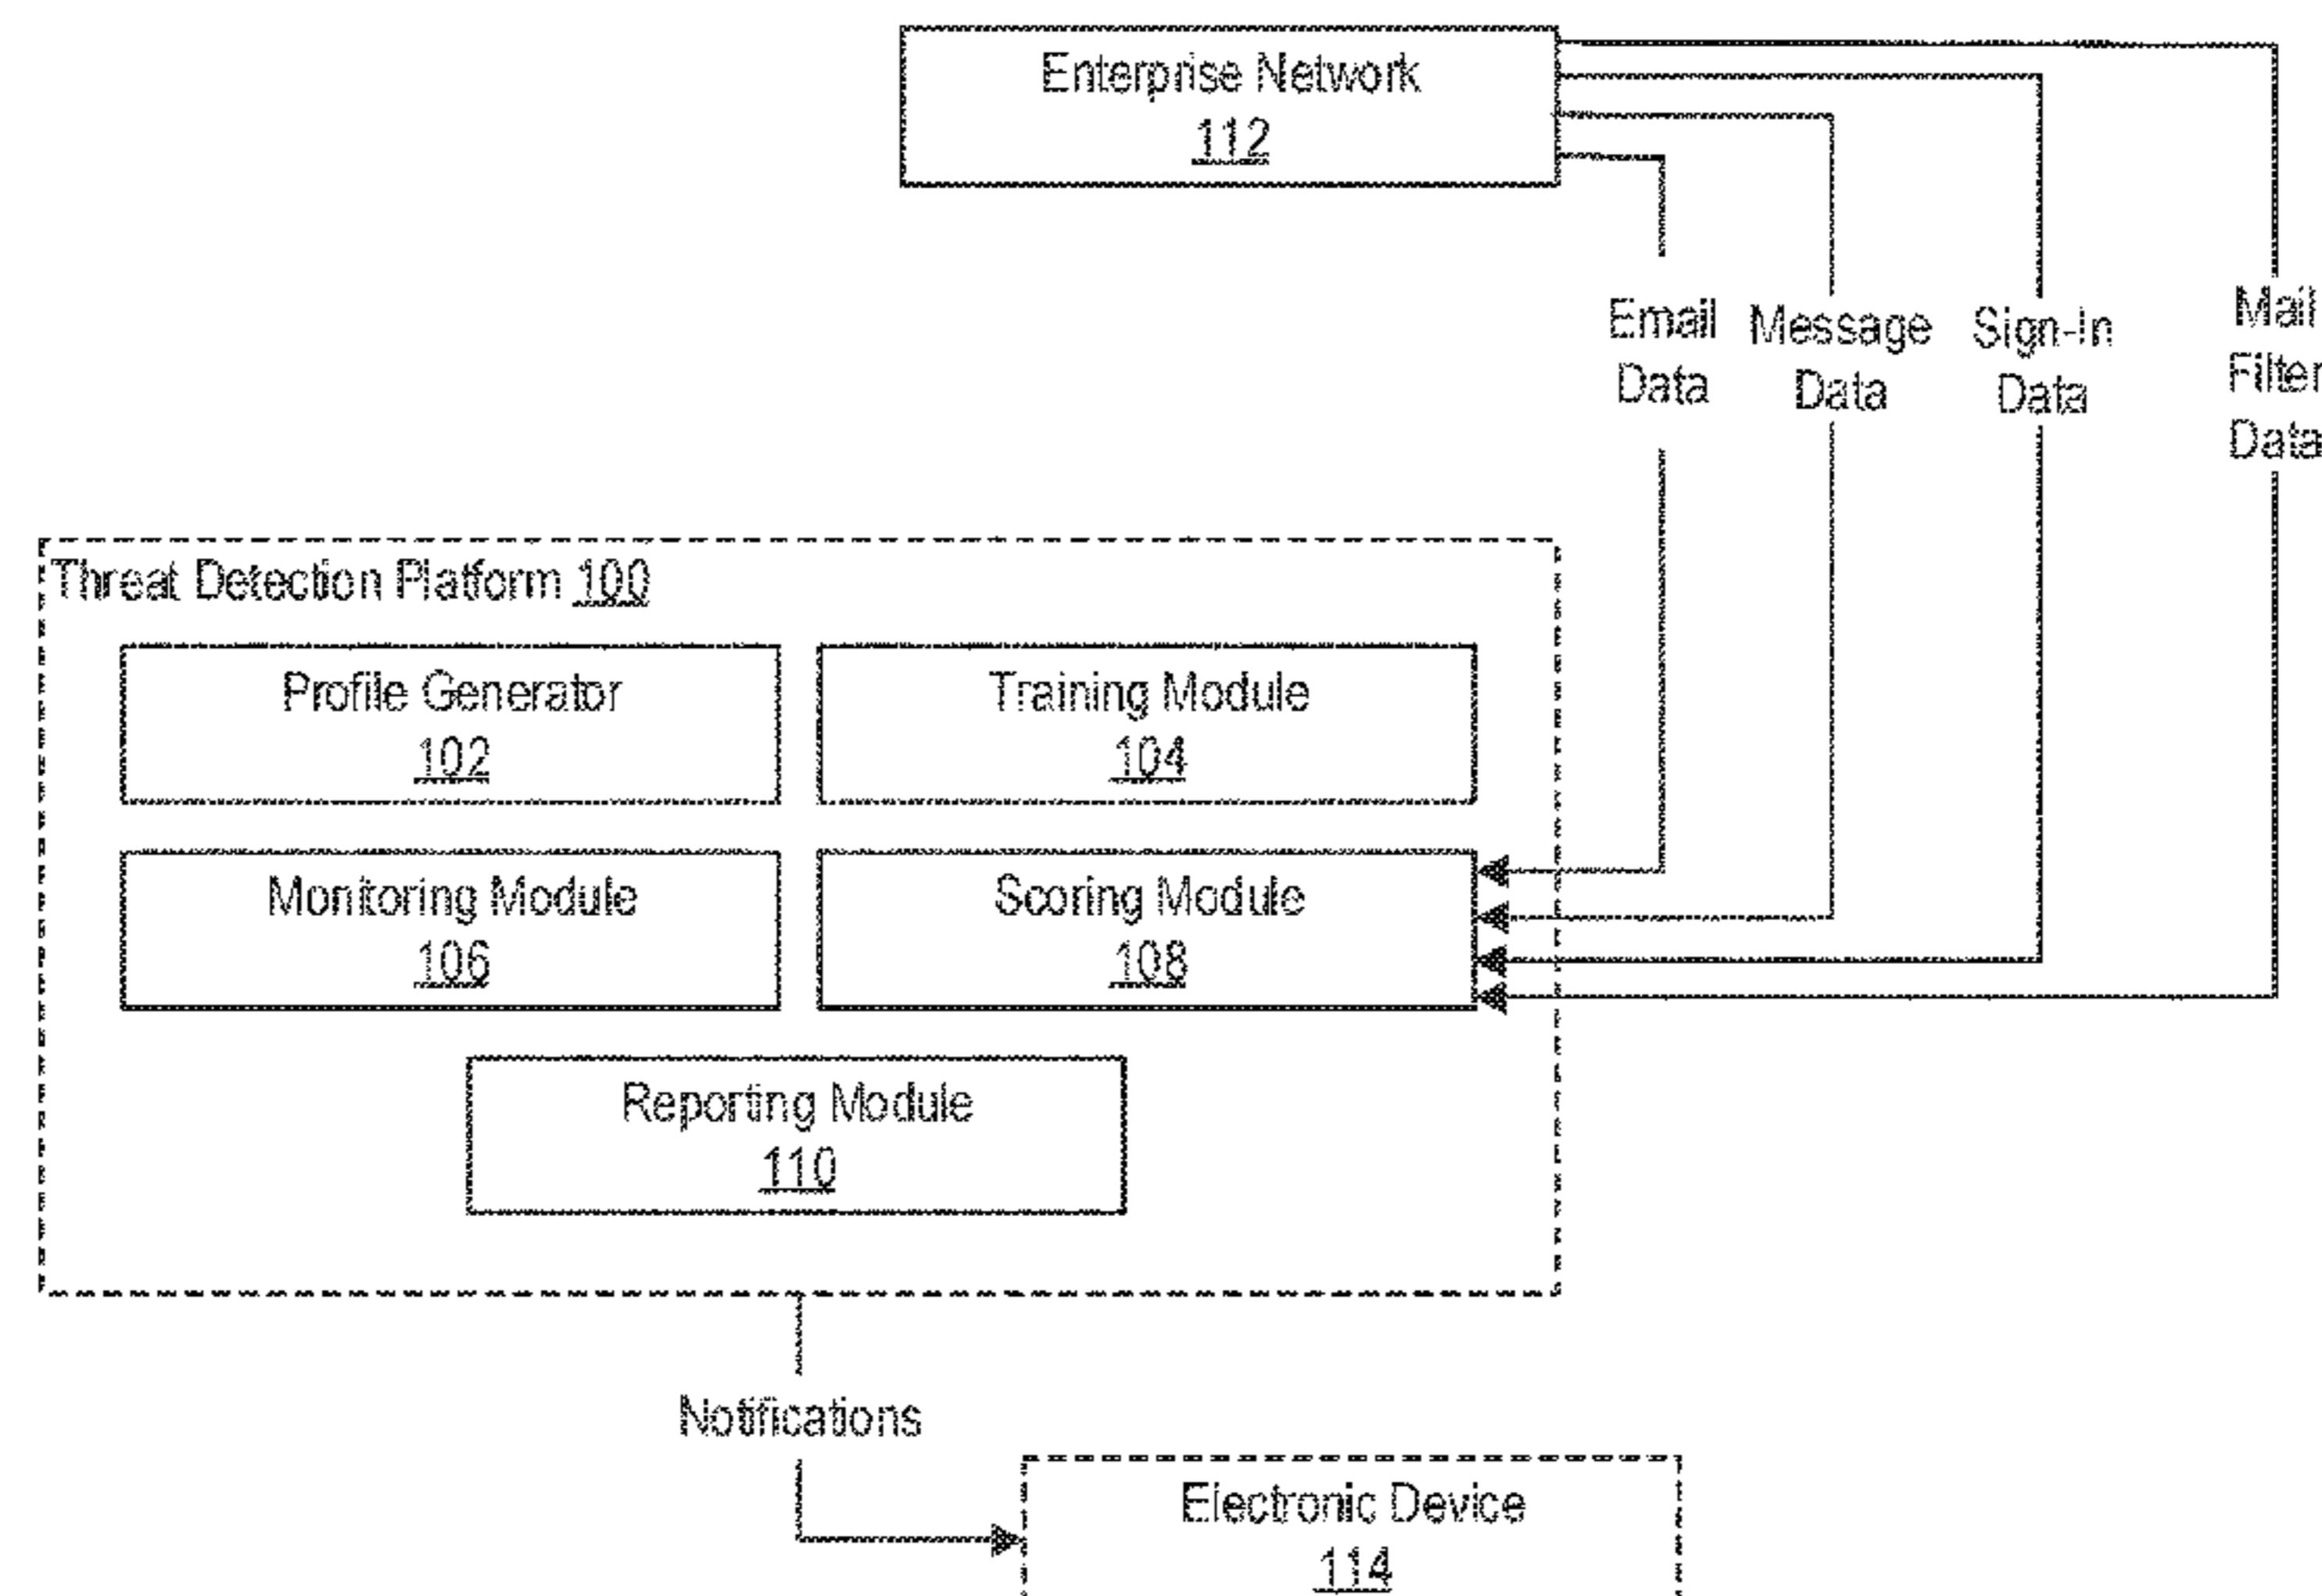 Enterprise Network
112
Email
Data
Message
Data
Sign-In
Data
Mail
Filter
Data
Threat Detection Platform 100
Profile Generator
102
Training Module
104
Monitoring Module
106
Scoring Module
108
Reporting Module
110
Notifications
Electronic Device
114